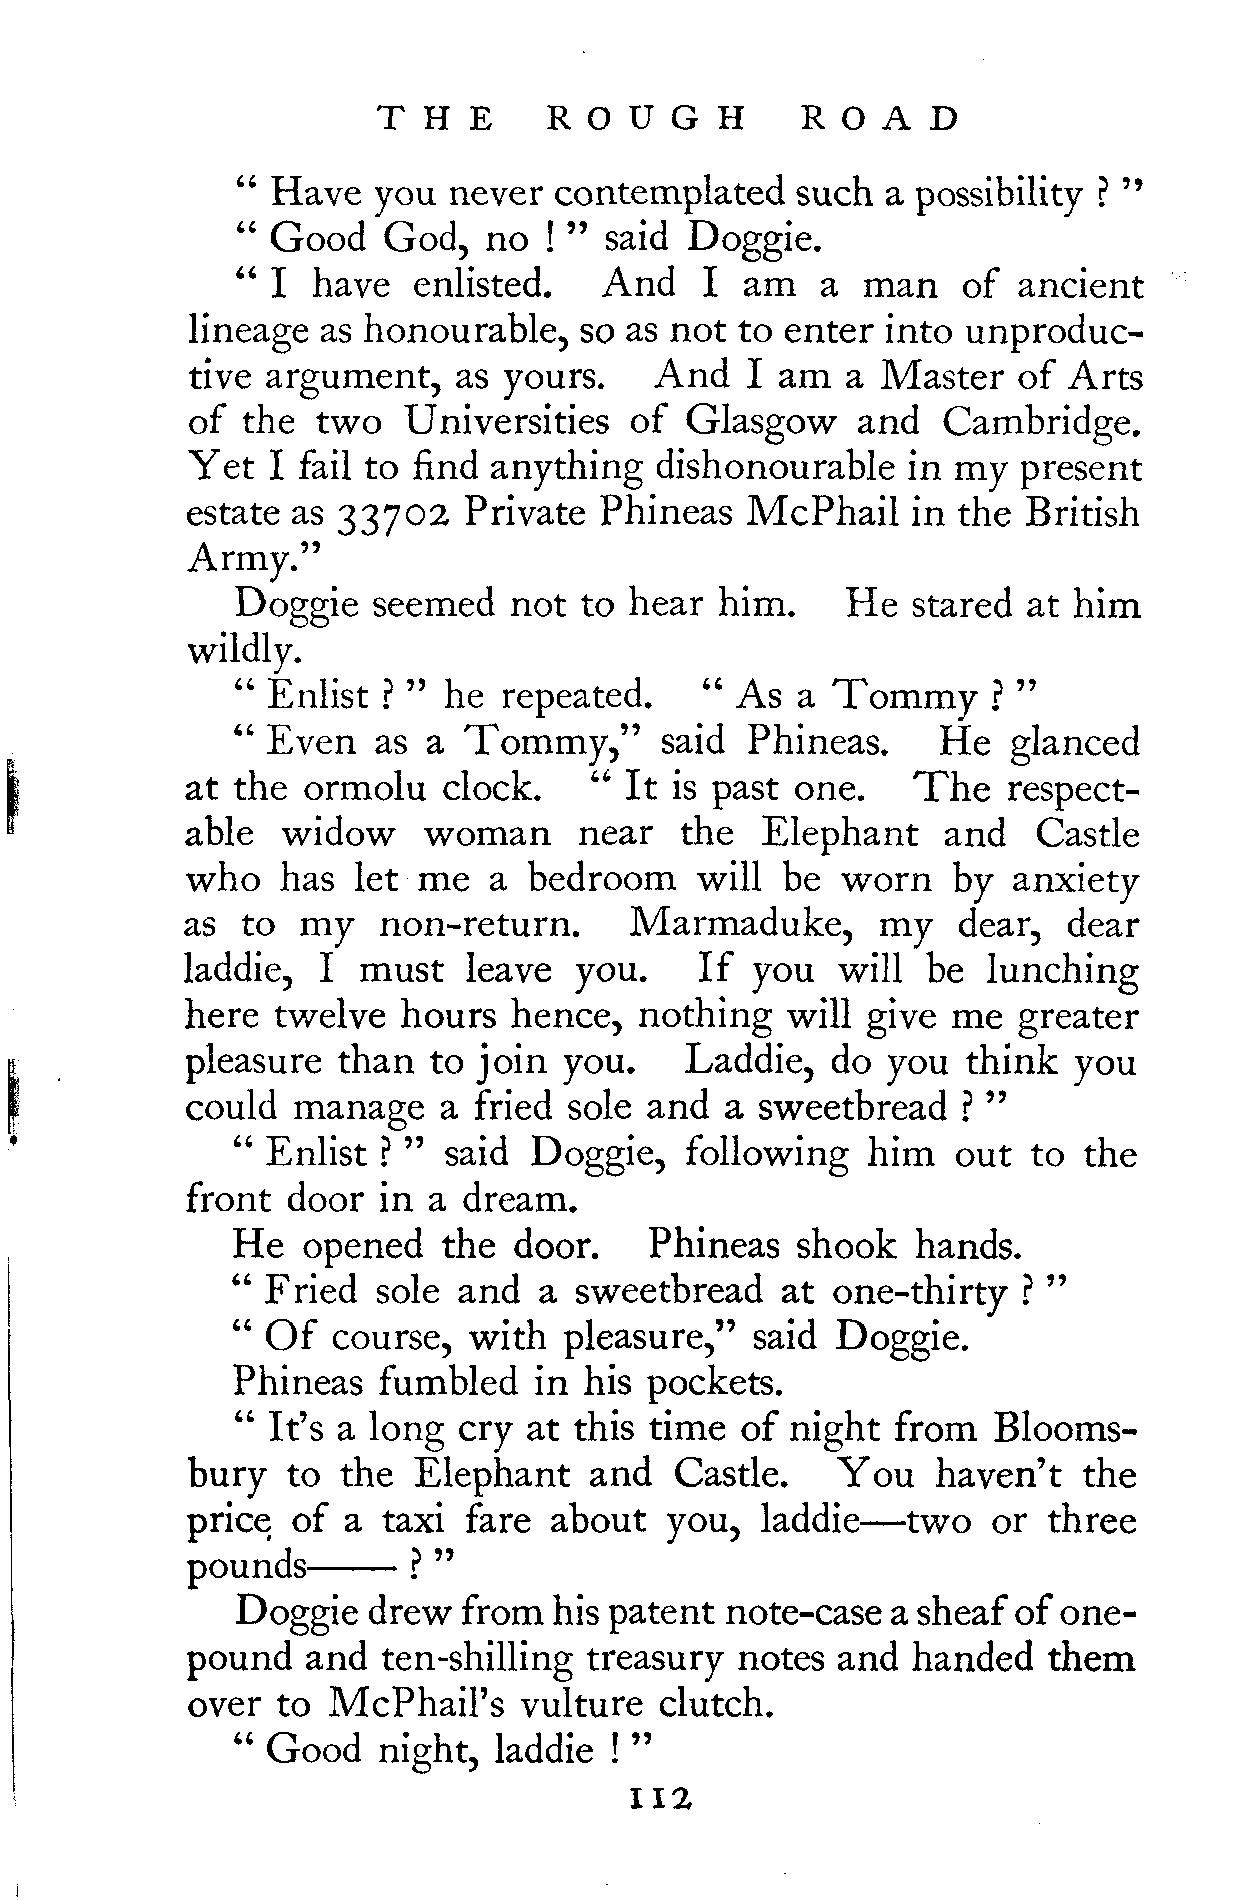 THE ROUGH ROAD
“ Have you never contemplated such a possibility ? ”
“ Good God, no ! ” said Doggie.
“ I have enlisted. And I am a man of ancient
lineage as honourable, so as not to enter into unproduc-
tive argument, as yours. And I am a Master of Arts
of the two Universities of Glasgow and Cambridge.
Yet I fail to find anything dishonourable in my present
estate as 33702 Private Phineas McPhail in the British
Army.”
Doggie seemed not to hear him. He stared at him
wildly.
“ Enlist ? ” he repeated. “ As a Tommy ? ”
“ Even as a Tommy,” said Phineas. He glanced
at the ormolu clock. “ It is past one. The respect-
able widow woman near the Elephant and Castle
who has let me a bedroom will be worn by anxiety
as to my non-return. Marmaduke, my dear, dear
laddie, I must leave you. If you will be lunching
here twelve hours hence, nothing will give me greater
pleasure than to join you. Laddie, do you think you
could manage a fried sole and a sweetbread ? ”
“ Enlist ? ” said Doggie, following him out to the
front door in a dream.
He opened the door. Phineas shook hands.
“ Fried sole and a sweetbread at one-thirty ? ”
“ Of course, with pleasure,” said Doggie.
Phineas fumbled in his pockets.
“ It’s a long cry at this time of night from Blooms-
bury to the Elephant and Castle. You haven’t the
price of a taxi fare about you, laddie—two or three
pounds—— ? ”
Doggie drew from his patent note-case a sheaf of one-
pound and ten-shilling treasury notes and handed them
over to McPhail’s vulture clutch.
“ Good night, laddie ! ”
112